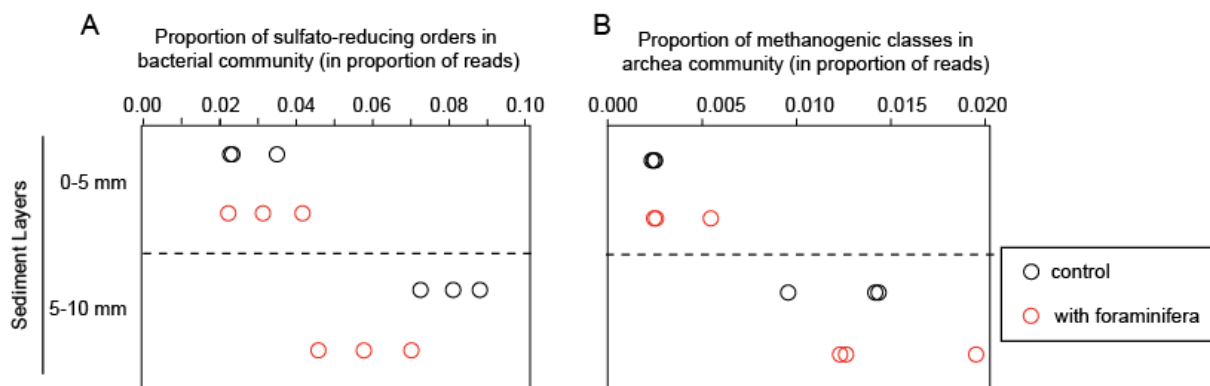 A
Proportion of sulfato-reducing orders in
bacterial community (in proportion of reads)
0.00 0.02 0.04 0.06 0.08 0.10
B
Proportion of methanogenic classes in
archea community (in proportion of reads)
0.000 0.005 0.010 0.015 0.020
Sediment Layers
0-5 mm
5-10 mm
control
with foraminifera